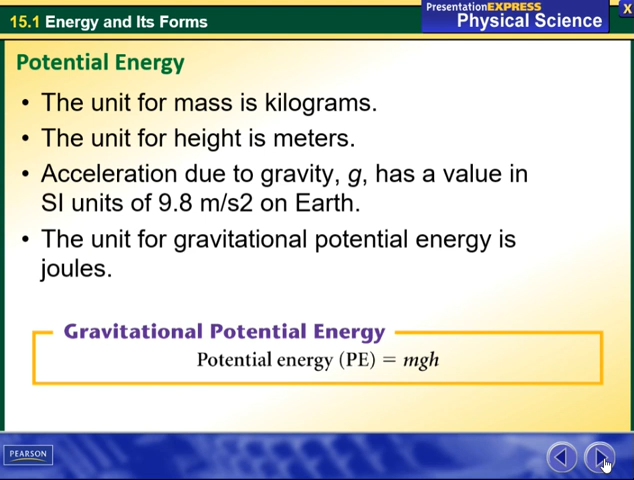 15.1 Energy and Its Forms
PresentationEXPRESS
Physical Science
X
Potential Energy
• The unit for mass is kilograms.
• The unit for height is meters.
• Acceleration due to gravity, g, has a value in
SI units of 9.8 m/s2 on Earth.
• The unit for gravitational potential energy is
joules.
Gravitational Potential Energy
Potential energy (PE) = mgh
PEARSON